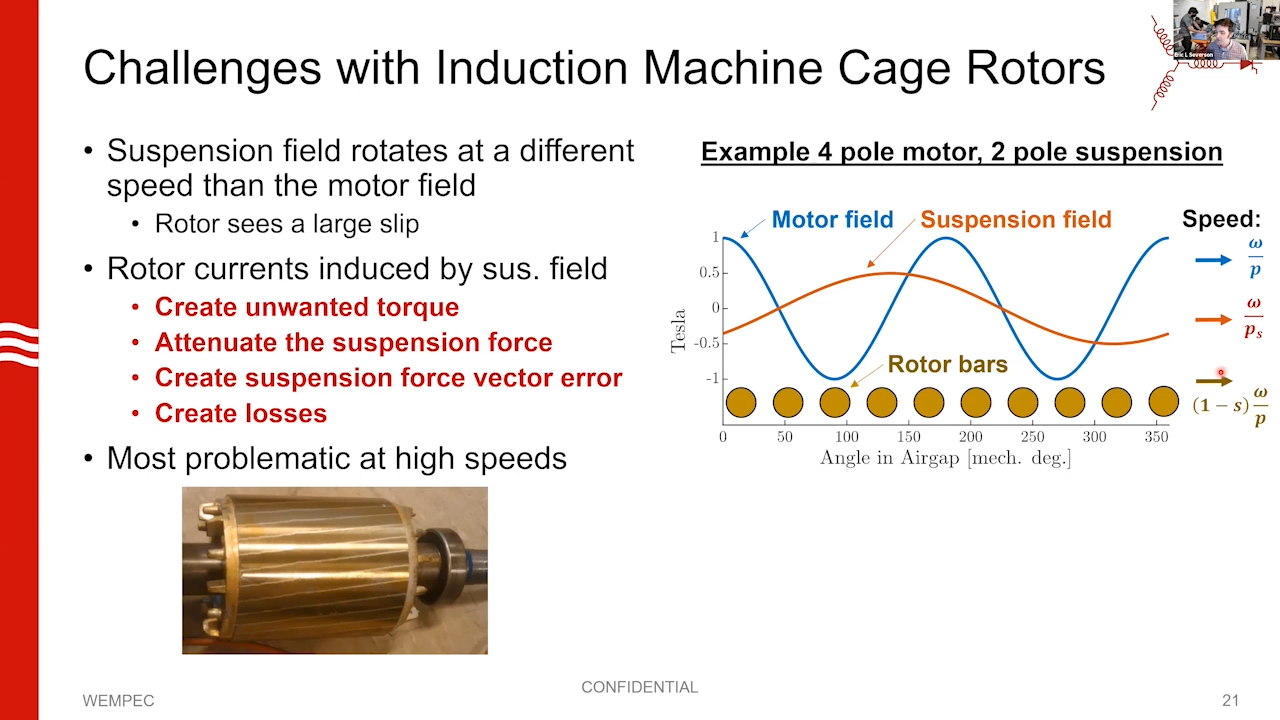 Challenges with Induction Machine Cage Rotors
Eric L Severson
• Suspension field rotates at a different
speed than the motor field
• Rotor sees a large slip
• Rotor currents induced by sus. field
• Create unwanted torque
• Attenuate the suspension force
• Create suspension force vector error
• Create losses
• Most problematic at high speeds
Example 4 pole motor, 2 pole suspension
Motor field
Suspension field
Speed:
ω/p
ω/pₛ
(1 − s) ω/p
Rotor bars
Tesla
1
0.5
0
-0.5
-1
0 50 100 150 200 250 300 350
Angle in Airgap [mech. deg.]
WEMPEC
CONFIDENTIAL
21